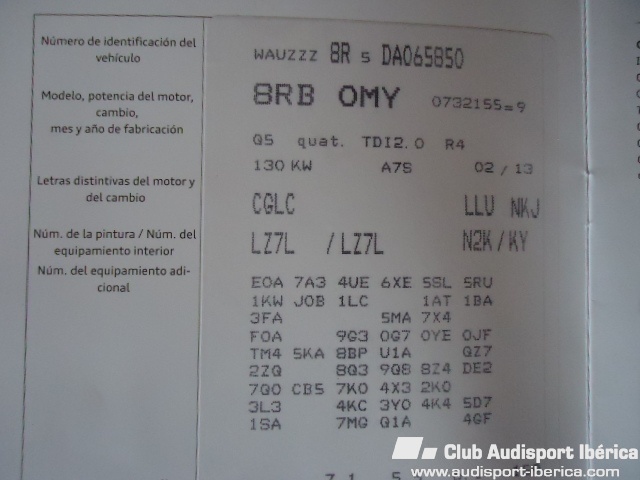 Número de identificación del
vehículo
WAUZZZ 8R s DA065850
Modelo, potencia del motor,
cambio,
mes y año de fabricación
8RB OMY 0732155=9
Q5 quat. TDI2.0 R4
130 KW A7S 02 / 13
Letras distintivas del motor y
del cambio
CGLC LLU NKJ
Núm. de la pintura / Núm. del
equipamiento interior
LZ7L / LZ7L N2K / KY
Núm. del equipamiento adi-
cional
EOA 7A3 4UE 6XE 5SL 5RU
1KW JOB 1LC 1AT 1BA
3FA 5MA 7X4
FOA 9G3 0G7 0YE 0JF
TM4 5KA 8BP U1A QZ7
2ZQ 8Q3 9Q8 8Z4 DE2
7Q0 CB5 7K0 4X3 2K0
3L3 4KC 3Y0 4K4 5D7
1SA 7MG Q1A 4GF
Club Audisport Ibérica
www.audisport-iberica.com